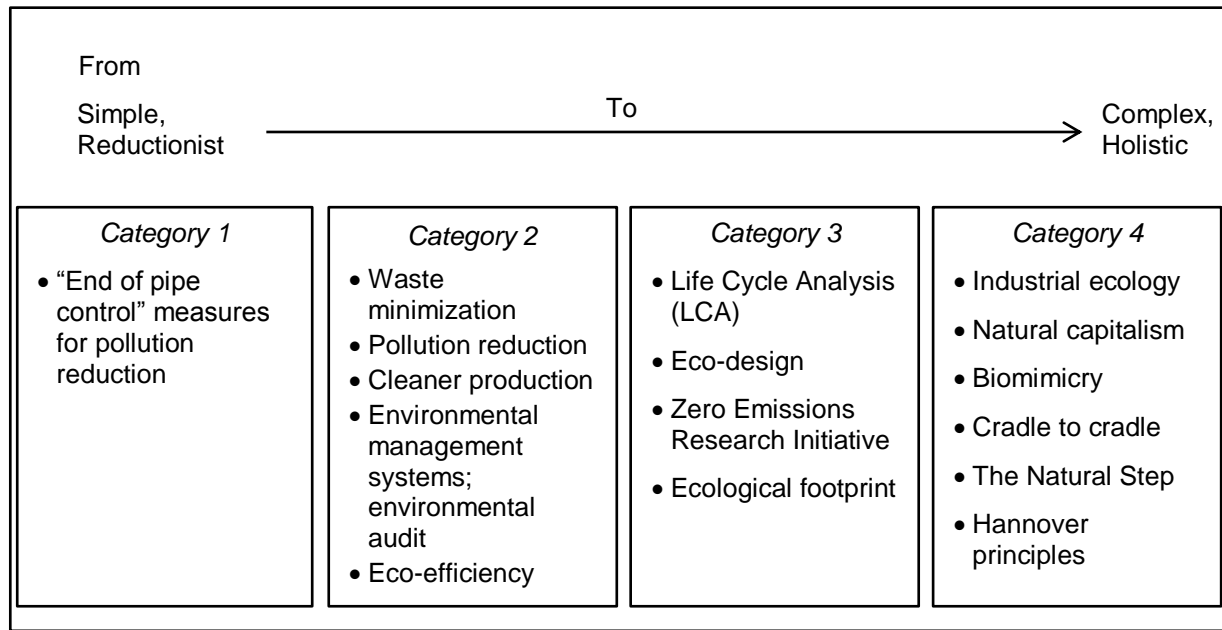 From
Simple,
Reductionist
To
Complex,
Holistic
Category 1
• “End of pipe
control” measures
for pollution
reduction
Category 2
• Waste
minimization
• Pollution reduction
• Cleaner production
• Environmental
management
systems;
environmental
audit
• Eco-efficiency
Category 3
• Life Cycle Analysis
(LCA)
• Eco-design
• Zero Emissions
Research Initiative
• Ecological footprint
Category 4
• Industrial ecology
• Natural capitalism
• Biomimicry
• Cradle to cradle
• The Natural Step
• Hannover
principles